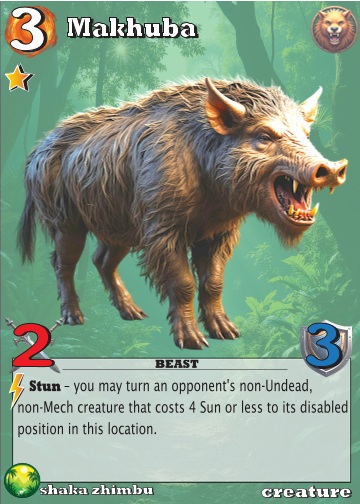 3 Makhuba
2
3
BEAST
Stun – you may turn an opponent's non-Undead,
non-Mech creature that costs 4 Sun or less to its disabled
position in this location.
shaka zhimbu
creature